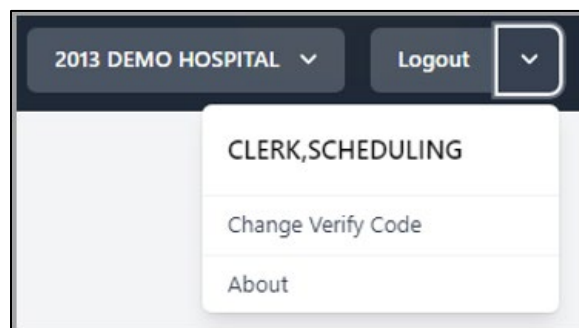 2013 DEMO HOSPITAL
Logout
CLERK,SCHEDULING
Change Verify Code
About